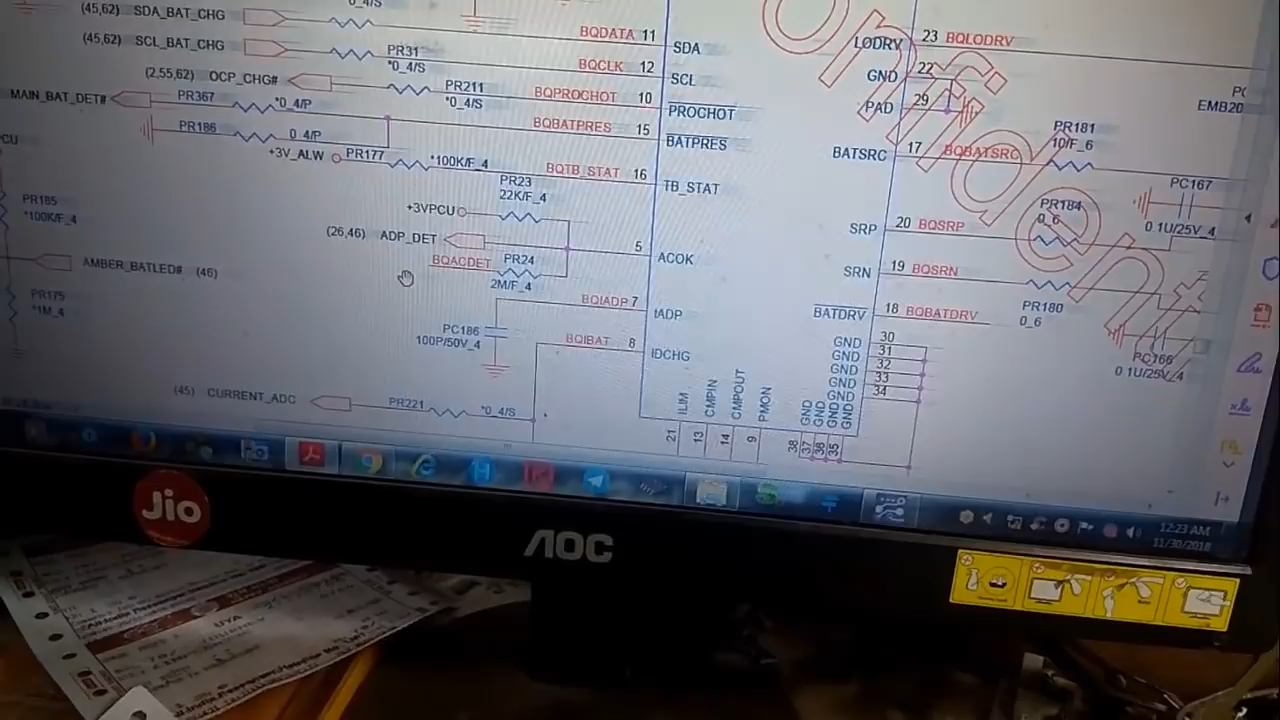 0_4/S
(45,62) SDA_BAT_CHG
BQDATA 11
SDA
(45,62) SCL_BAT_CHG
PR31
*0_4/S
BQCLK 12
SCL
(2,55,62) OCP_CHG#
PR211
*0_4/S
BQPROCHOT 10
PROCHOT
MAIN_BAT_DET#
PR367
*0_4/P
BQBATPRES 15
BATPRES
PR186
0_4/P
+3V_ALW
PR177
*100K/F_4
BQTB_STAT 16
TB_STAT
PR23
22K/F_4
+3VPCU
(26,46) ADP_DET
5
ACOK
BQACDET
PR24
2M/F_4
BQIADP 7
IADP
PC186
100P/50V_4
BQIBAT 8
IDCHG
(45) CURRENT_ADC
PR221
*0_4/S
CU
PR185
*100K/F_4
AMBER_BATLED# (46)
PR175
*1M_4
LODRV
23 BQLODRV
GND
22
PAD
29
EMB20
BATSRC
17 BQBATSRC
PR181
10/F_6
PC167
0.1U/25V_4
SRP
20 BQSRP
PR184
0_6
SRN
19 BQSRN
PR180
0_6
BATDRV
18 BQBATDRV
PC166
0.1U/25V_4
GND 30
GND 31
GND 32
GND 33
GND 34
ILIM
CMPIN
CMPOUT
PMON
GND
GND
GND
GND
21
13
14
9
38
37
36
35
12:23 AM
11/30/2018
Jio
AOC